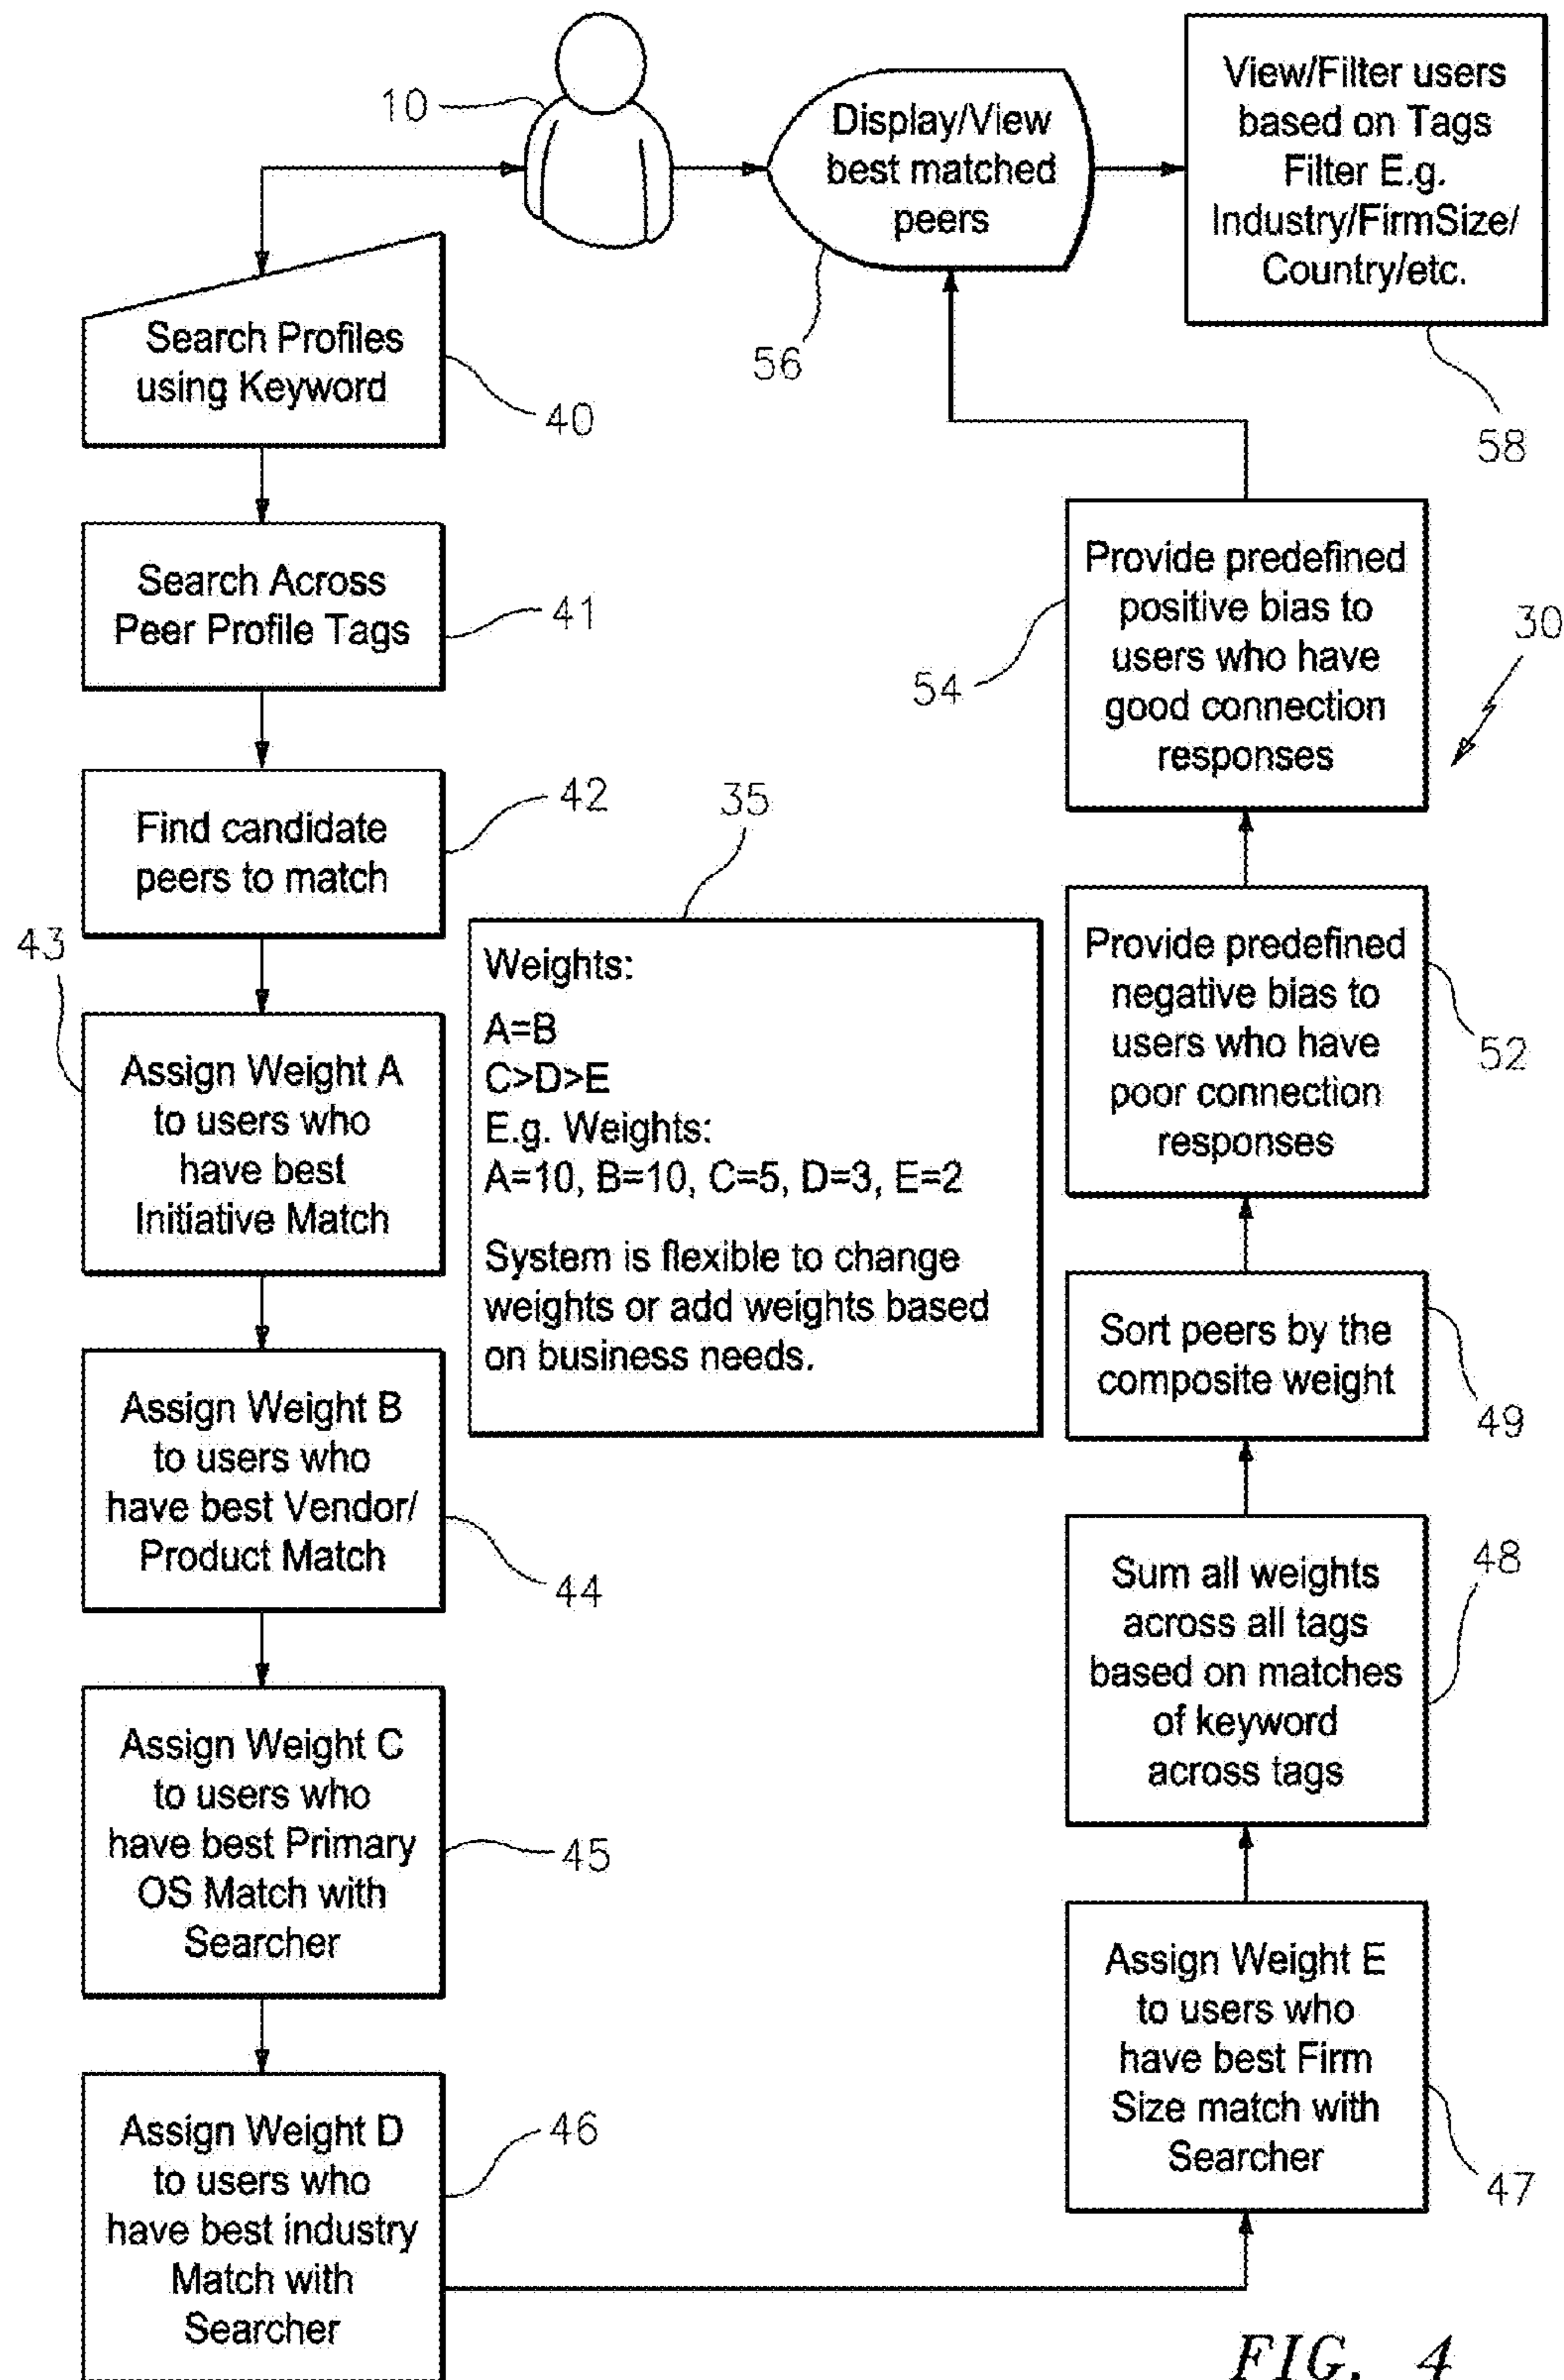 10
Display/View
best matched
peers
56
View/Filter users
based on Tags
Filter E.g.
Industry/FirmSize/
Country/etc.
58
Search Profiles
using Keyword
40
Search Across
Peer Profile Tags
41
Find candidate
peers to match
42
43
Assign Weight A
to users who
have best
Initiative Match
Assign Weight B
to users who
have best Vendor/
Product Match
44
Assign Weight C
to users who
have best Primary
OS Match with
Searcher
45
Assign Weight D
to users who
have best industry
Match with
Searcher
46
35
Weights:
A=B
C>D>E
E.g. Weights:
A=10, B=10, C=5, D=3, E=2
System is flexible to change
weights or add weights based
on business needs.
Provide predefined
positive bias to
users who have
good connection
responses
54
30
Provide predefined
negative bias to
users who have
poor connection
responses
52
Sort peers by the
composite weight
49
Sum all weights
across all tags
based on matches
of keyword
across tags
48
Assign Weight E
to users who
have best Firm
Size match with
Searcher
47
FIG. 4